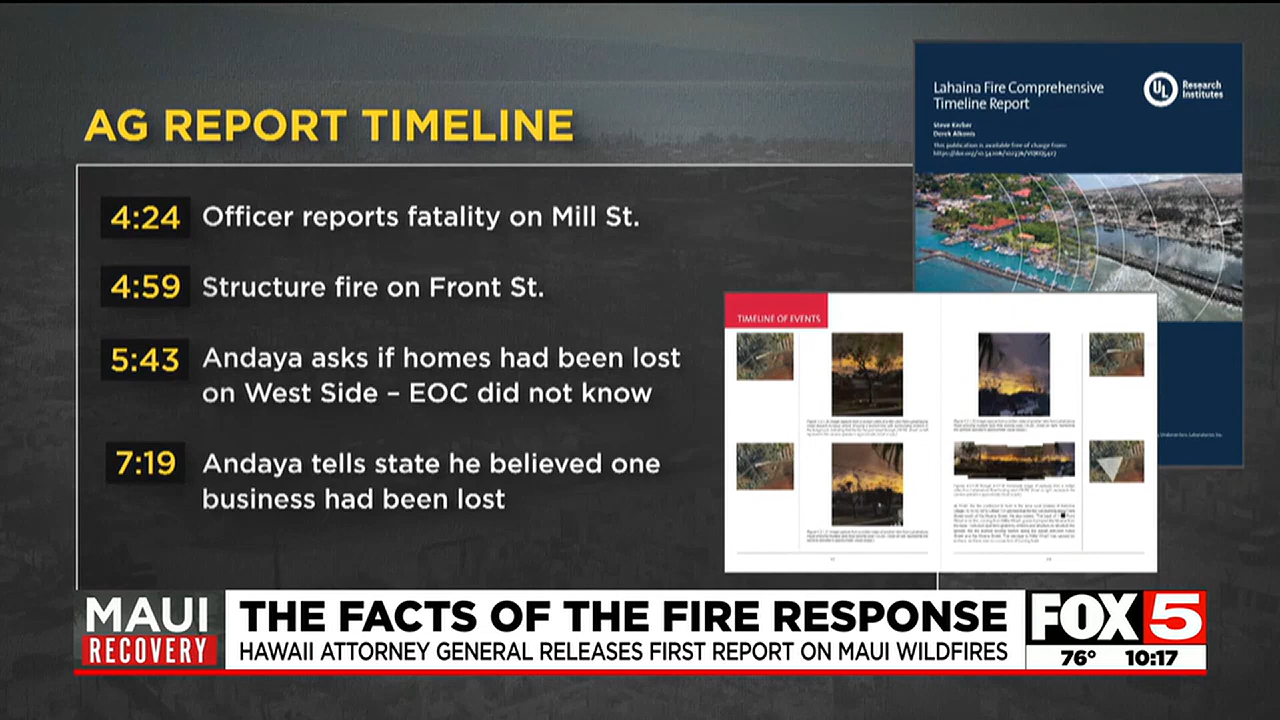 AG REPORT TIMELINE
4:24 Officer reports fatality on Mill St.
4:59 Structure fire on Front St.
5:43 Andaya asks if homes had been lost
on West Side – EOC did not know
7:19 Andaya tells state he believed one
business had been lost
Lahaina Fire Comprehensive
Timeline Report
Steve Kerber
Derek Alkonis
This publication is available free of charge from:
UL Research
Institutes
TIMELINE OF EVENTS
MAUI
RECOVERY
THE FACTS OF THE FIRE RESPONSE
HAWAII ATTORNEY GENERAL RELEASES FIRST REPORT ON MAUI WILDFIRES
FOX 5
76° 10:17